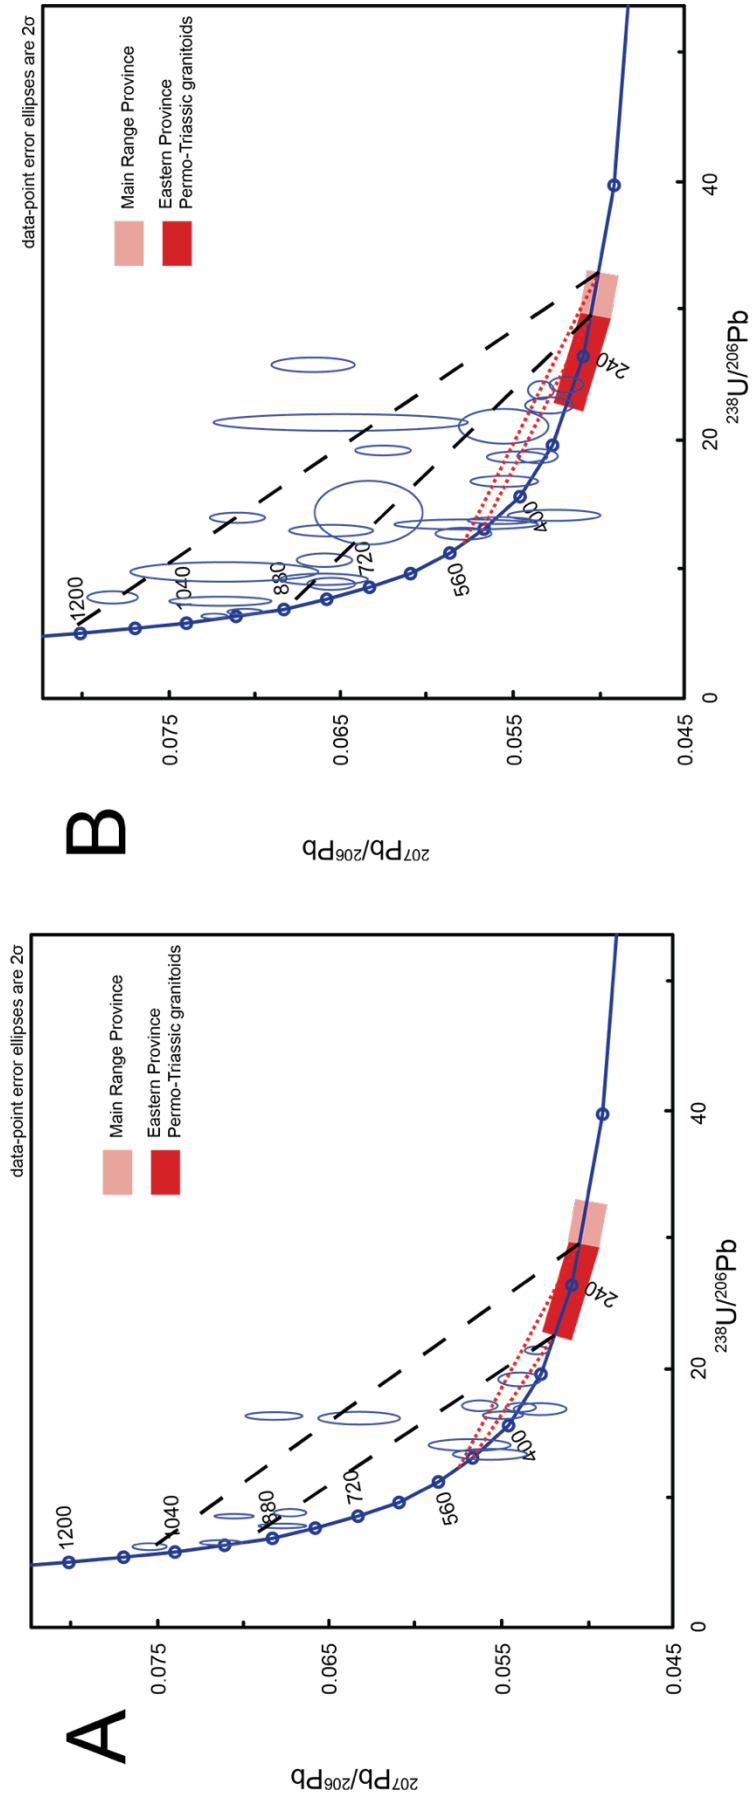 A
data-point error ellipses are 2σ
Main Range Province
Eastern Province
Permo-Triassic granitoids
1200
1040
880
720
560
400
240
0.075
0.065
0.055
0.045
0
20
40
²⁰⁷Pb/²⁰⁶Pb
²³⁸U/²⁰⁶Pb
B
data-point error ellipses are 2σ
Main Range Province
Eastern Province
Permo-Triassic granitoids
1200
1040
880
720
560
400
240
0.075
0.065
0.055
0.045
0
20
40
²⁰⁷Pb/²⁰⁶Pb
²³⁸U/²⁰⁶Pb